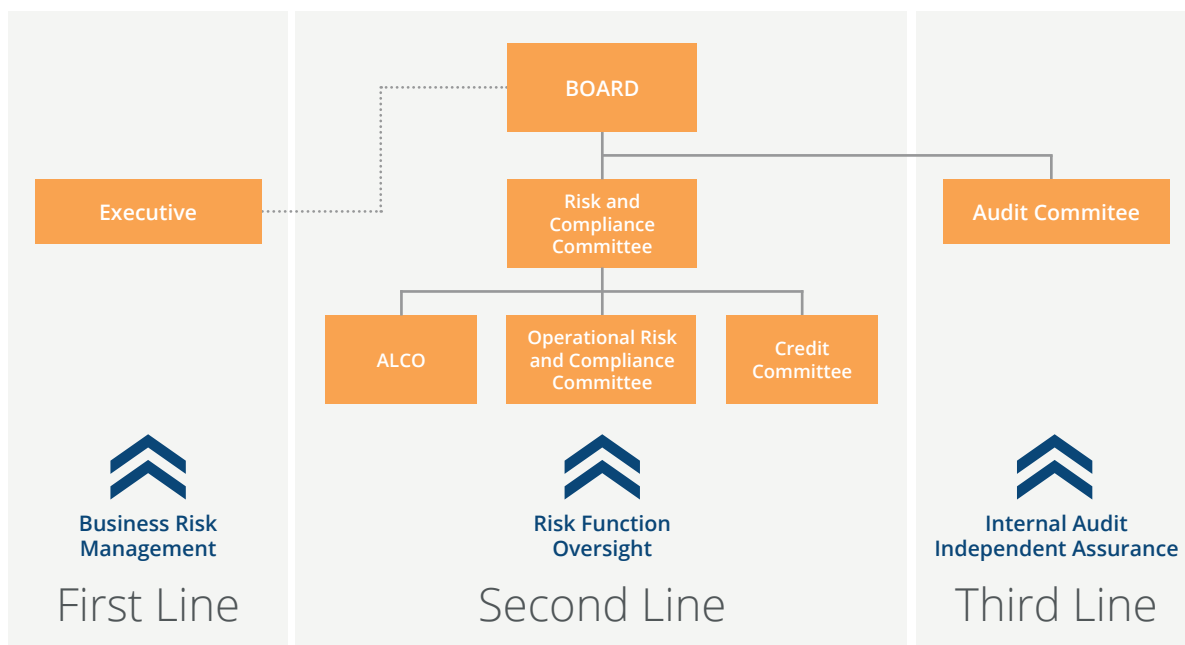 BOARD
Executive
Risk and
Compliance
Committee
Audit Commitee
ALCO
Operational Risk
and Compliance
Committee
Credit
Committee
Business Risk
Management
First Line
Risk Function
Oversight
Second Line
Internal Audit
Independent Assurance
Third Line